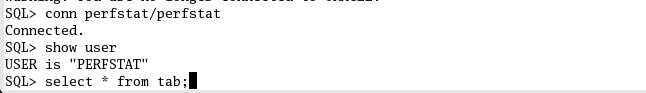 SQL> conn perfstat/perfstat
Connected.
SQL> show user
USER is "PERFSTAT"
SQL> select * from tab;